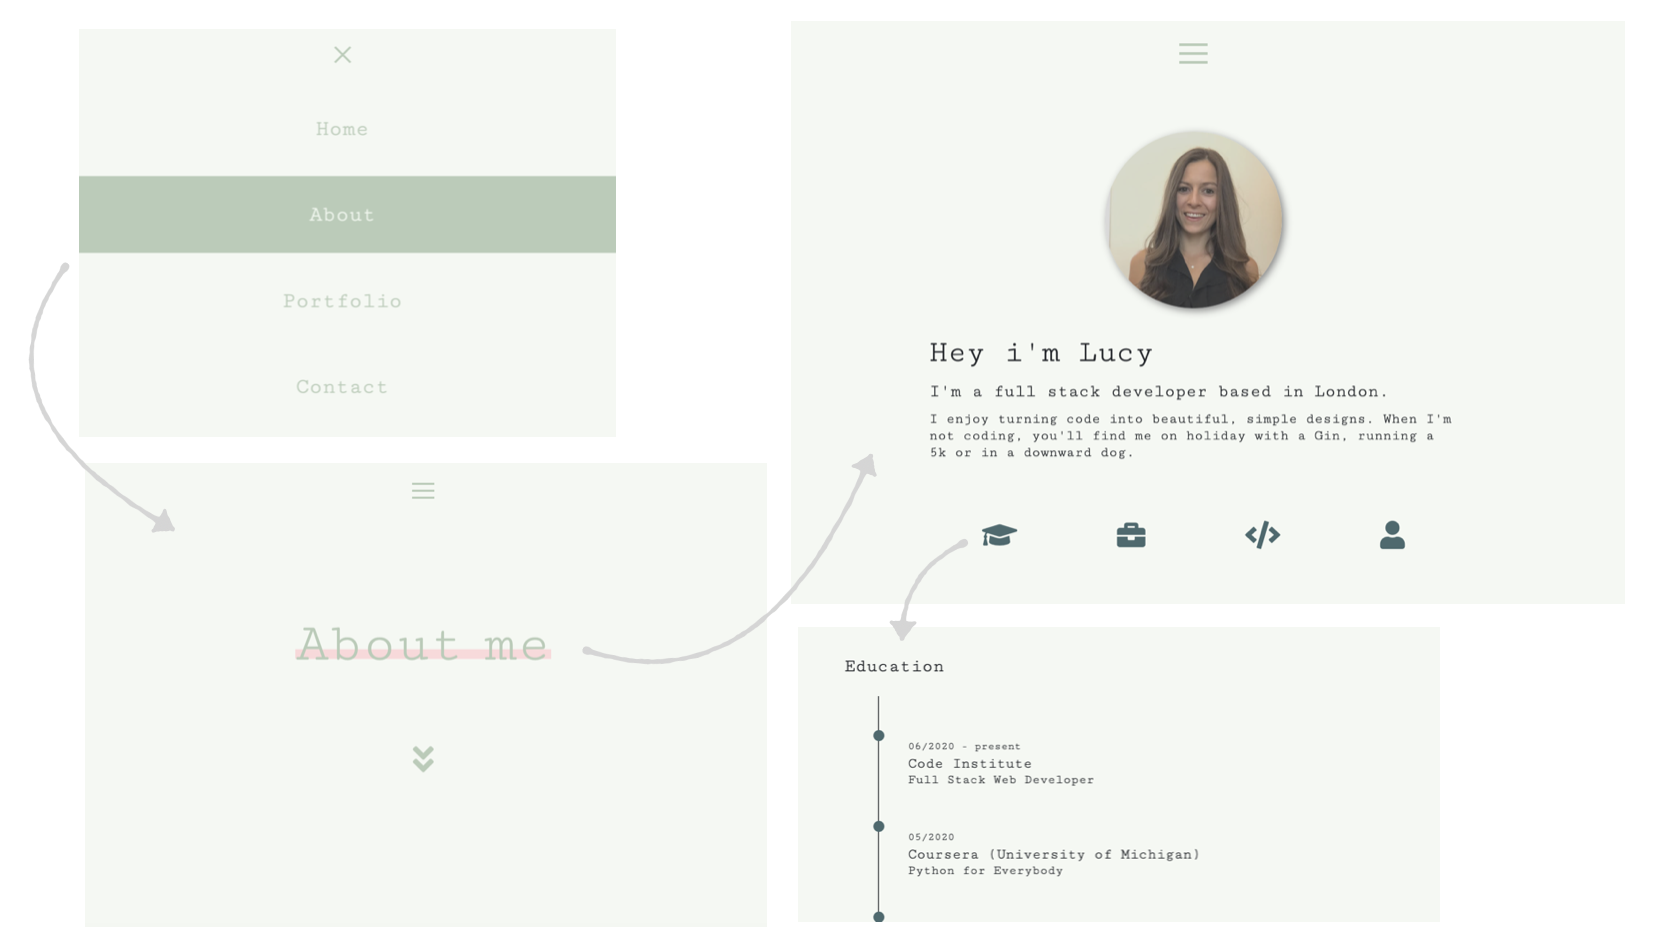 Home
About
Portfolio
Contact
About me
Hey i'm Lucy
I'm a full stack developer based in London.
I enjoy turning code into beautiful, simple designs. When I'm
not coding, you'll find me on holiday with a Gin, running a
5k or in a downward dog.
Education
06/2020 - present
Code Institute
Full Stack Web Developer
05/2020
Coursera (University of Michigan)
Python for Everybody